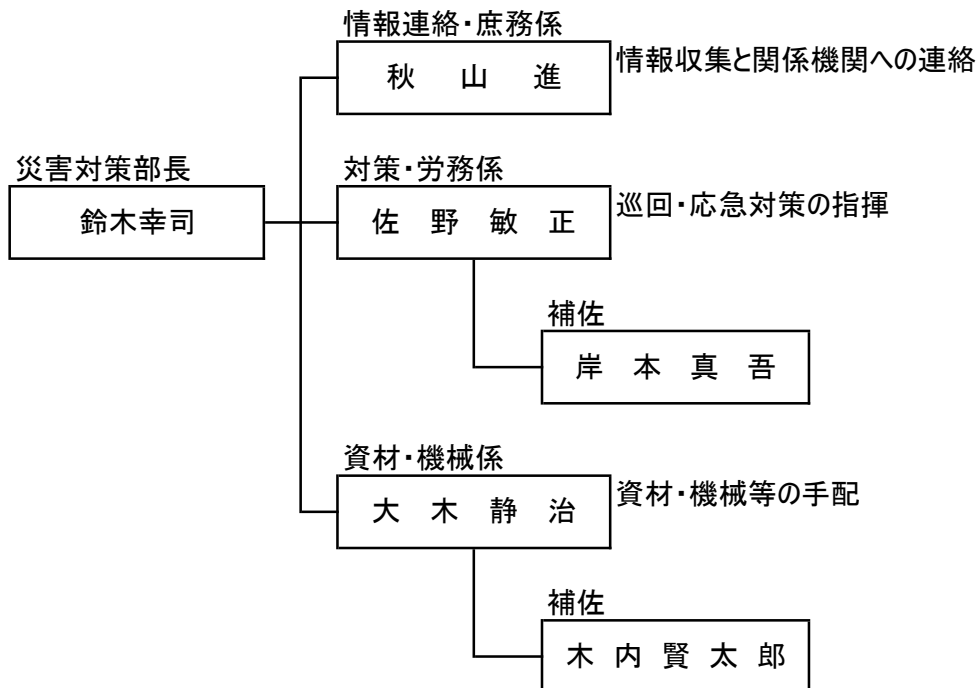 情報連絡・庶務係
秋山進
情報収集と関係機関への連絡
災害対策部長
鈴木幸司
対策・労務係
佐野敏正
巡回・応急対策の指揮
補佐
岸本真吾
資材・機械係
大木静治
資材・機械等の手配
補佐
木内賢太郎